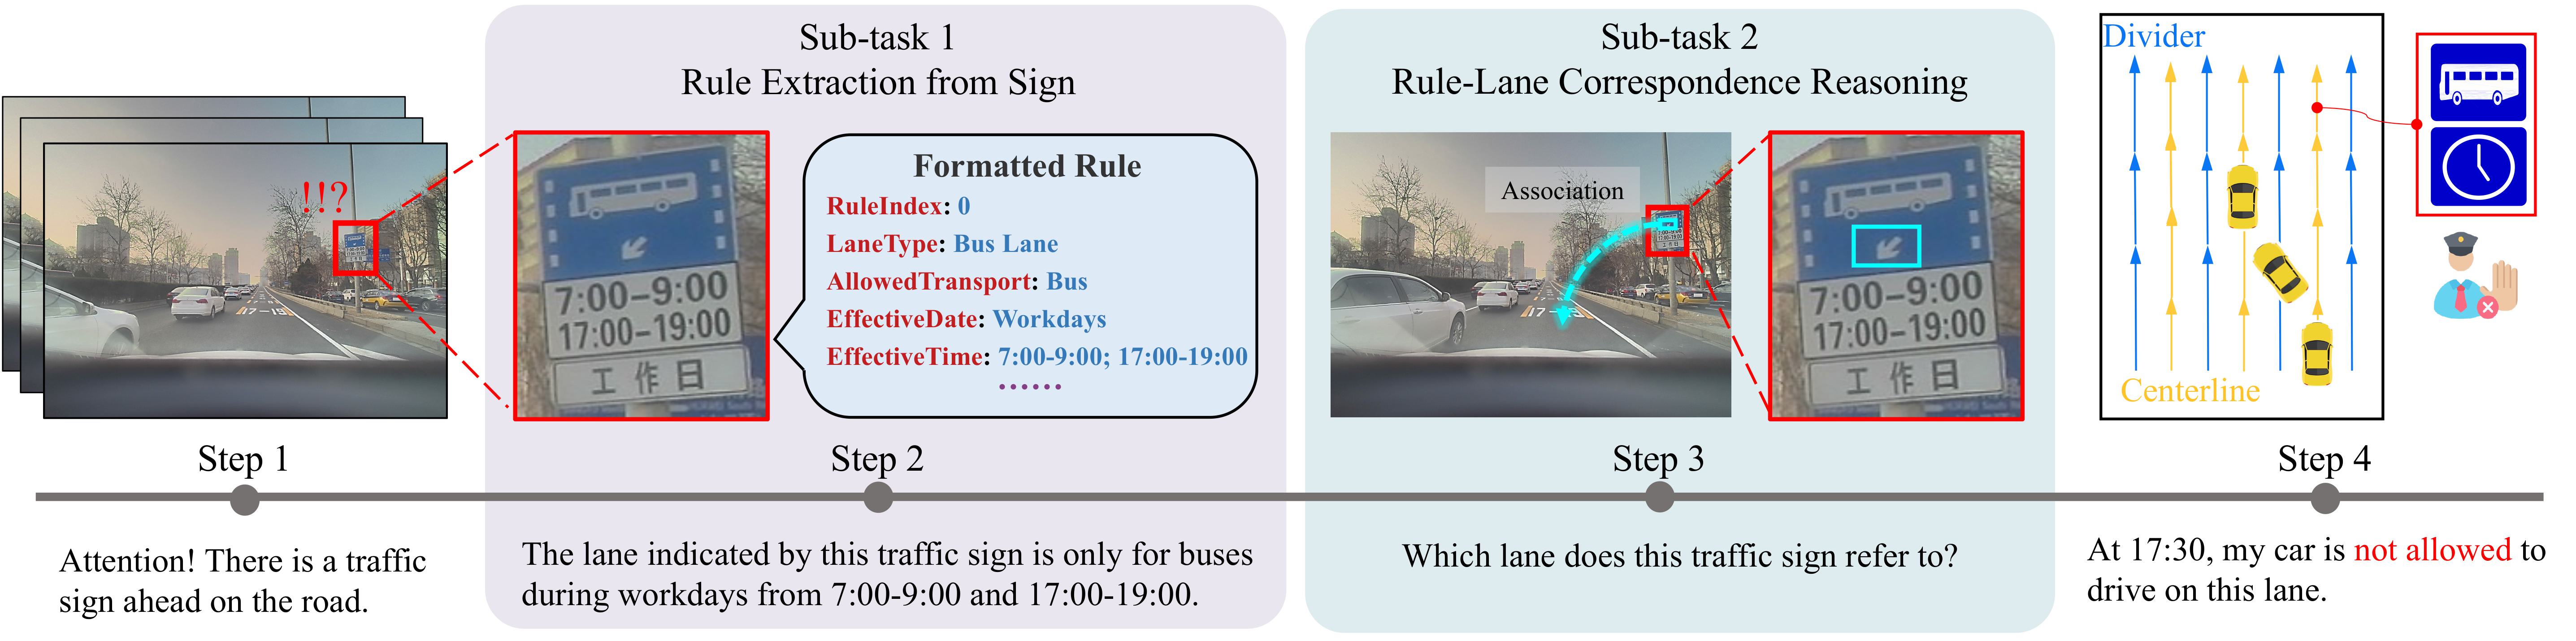 !!?
17-19
Step 1
Attention! There is a traffic
sign ahead on the road.
Sub-task 1
Rule Extraction from Sign
7:00-9:00
17:00-19:00
工作日
Formatted Rule
RuleIndex: 0
LaneType: Bus Lane
AllowedTransport: Bus
EffectiveDate: Workdays
EffectiveTime: 7:00-9:00; 17:00-19:00
......
Step 2
The lane indicated by this traffic sign is only for buses
during workdays from 7:00-9:00 and 17:00-19:00.
Sub-task 2
Rule-Lane Correspondence Reasoning
Association
7:00-9:00
17:00-19:00
工作日
Step 3
Which lane does this traffic sign refer to?
Divider
Centerline
Step 4
At 17:30, my car is not allowed to
drive on this lane.